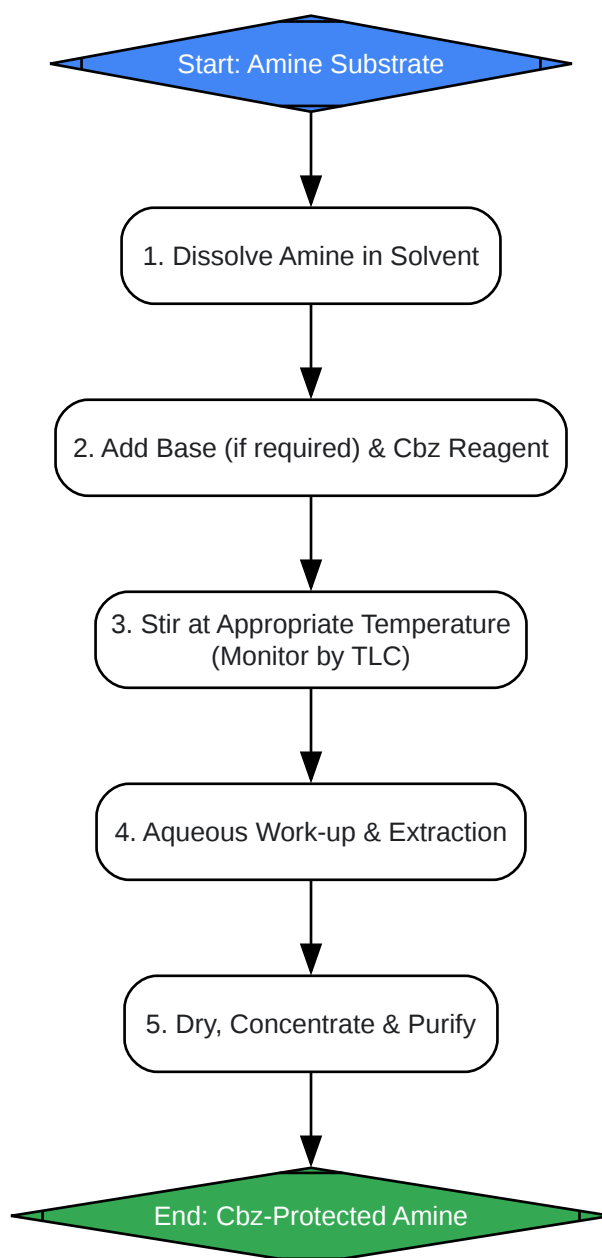 Start: Amine Substrate
1. Dissolve Amine in Solvent
2. Add Base (if required) & Cbz Reagent
3. Stir at Appropriate Temperature
(Monitor by TLC)
4. Aqueous Work-up & Extraction
5. Dry, Concentrate & Purify
End: Cbz-Protected Amine